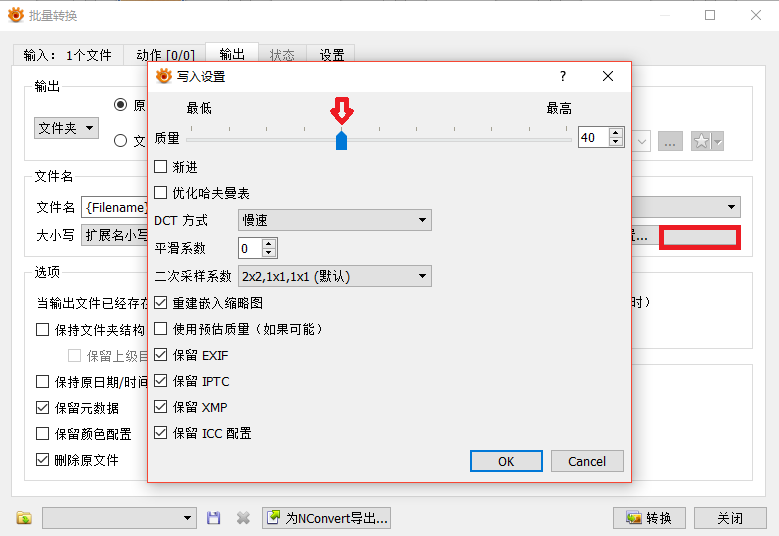 批量转换
输入: 1个文件 动作 [0/0] 输出 状态 设置
输出
文件夹
原
文
...
文件名
文件名 {Filename}
大小写 扩展名小写
置...
选项
当输出文件已经存在
时)
保持文件夹结构
保留上级目
保持原日期/时间
保留元数据
保留颜色配置
删除原文件
写入设置 ?
最低 最高
质量 40
渐进
优化哈夫曼表
DCT 方式 慢速
平滑系数 0
二次采样系数 2x2,1x1,1x1 (默认)
重建嵌入缩略图
使用预估质量（如果可能）
保留 EXIF
保留 IPTC
保留 XMP
保留 ICC 配置
OK Cancel
为NConvert导出... 转换 关闭